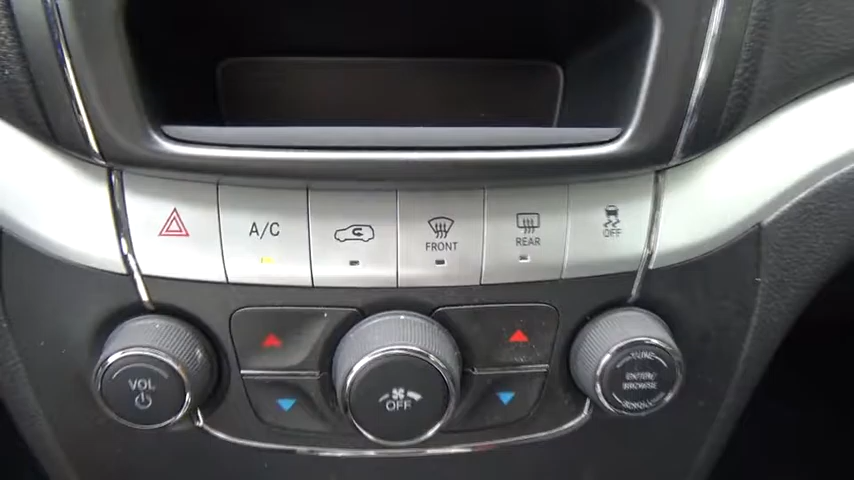 A/C
FRONT
REAR
OFF
VOL
OFF
TUNE
ENTER
BROWSE
SCROLL